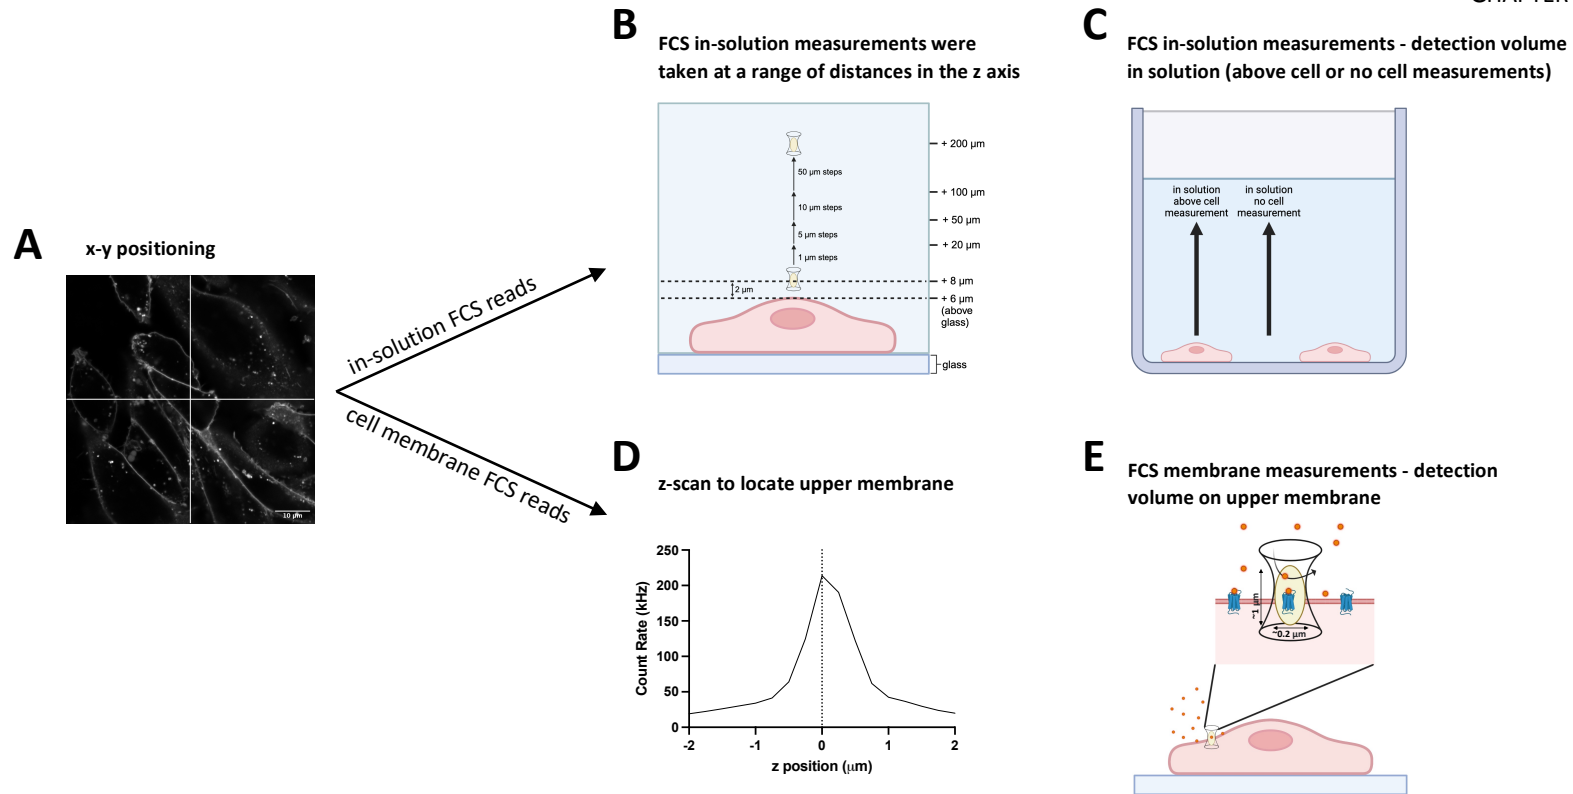 A
x-y positioning
10 µm
in-solution FCS reads
cell membrane FCS reads
B
FCS in-solution measurements were
taken at a range of distances in the z axis
+ 200 µm
50 µm steps
+ 100 µm
10 µm steps
+ 50 µm
5 µm steps
+ 20 µm
1 µm steps
+ 8 µm
2 µm
+ 6 µm
(above
glass)
glass
C
FCS in-solution measurements - detection volume
in solution (above cell or no cell measurements)
in solution
above cell
measurement
in solution
no cell
measurement
D
z-scan to locate upper membrane
Count Rate (kHz)
250
200
150
100
50
0
-2
-1
0
1
2
z position (µm)
E
FCS membrane measurements - detection
volume on upper membrane
~1 µm
~0.2 µm